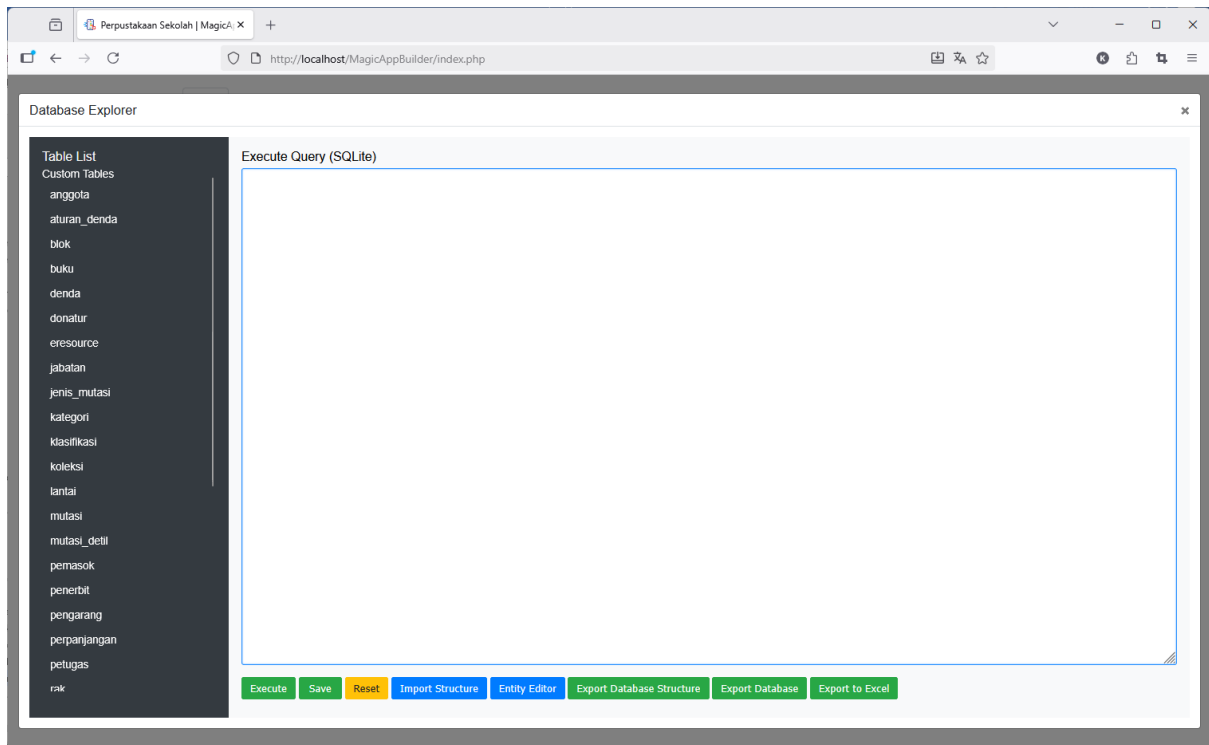 Perpustakaan Sekolah | MagicA
http://localhost/MagicAppBuilder/index.php
K
Database Explorer
Table List
Custom Tables
anggota
aturan_denda
blok
buku
denda
donatur
eresource
jabatan
jenis_mutasi
kategori
klasifikasi
koleksi
lantai
mutasi
mutasi_detil
pemasok
penerbit
pengarang
perpanjangan
petugas
rak
Execute Query (SQLite)
Execute Save Reset Import Structure Entity Editor Export Database Structure Export Database Export to Excel